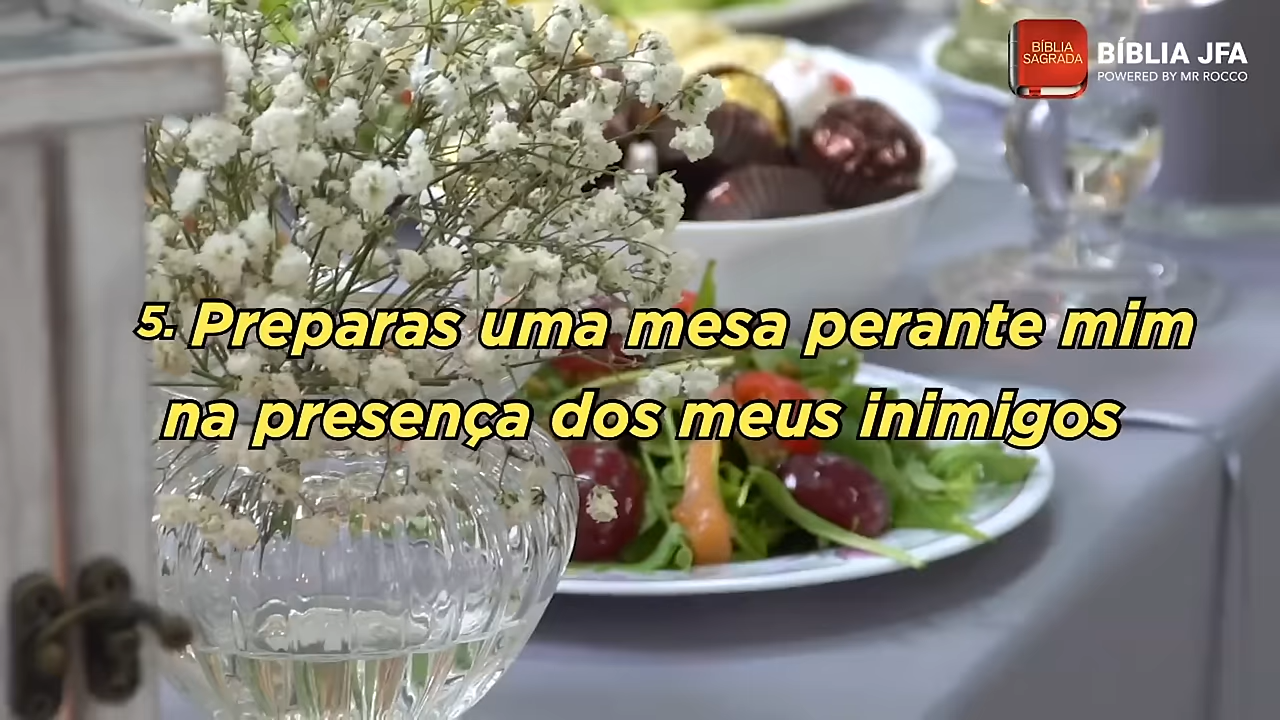 BÍBLIA
SAGRADA
BÍBLIA JFA
POWERED BY MR ROCCO
5. Preparas uma mesa perante mim
na presença dos meus inimigos